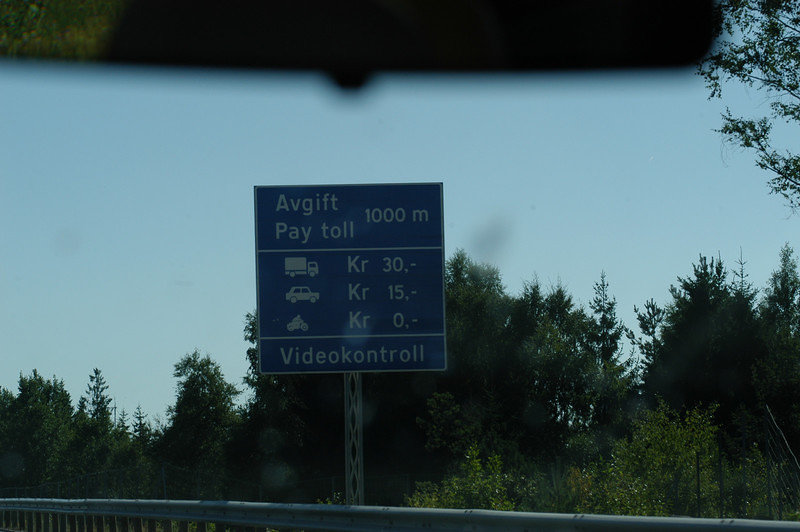 Avgift
Pay toll 1000 m
Kr 30,-
Kr 15,-
Kr 0,-
Videokontroll